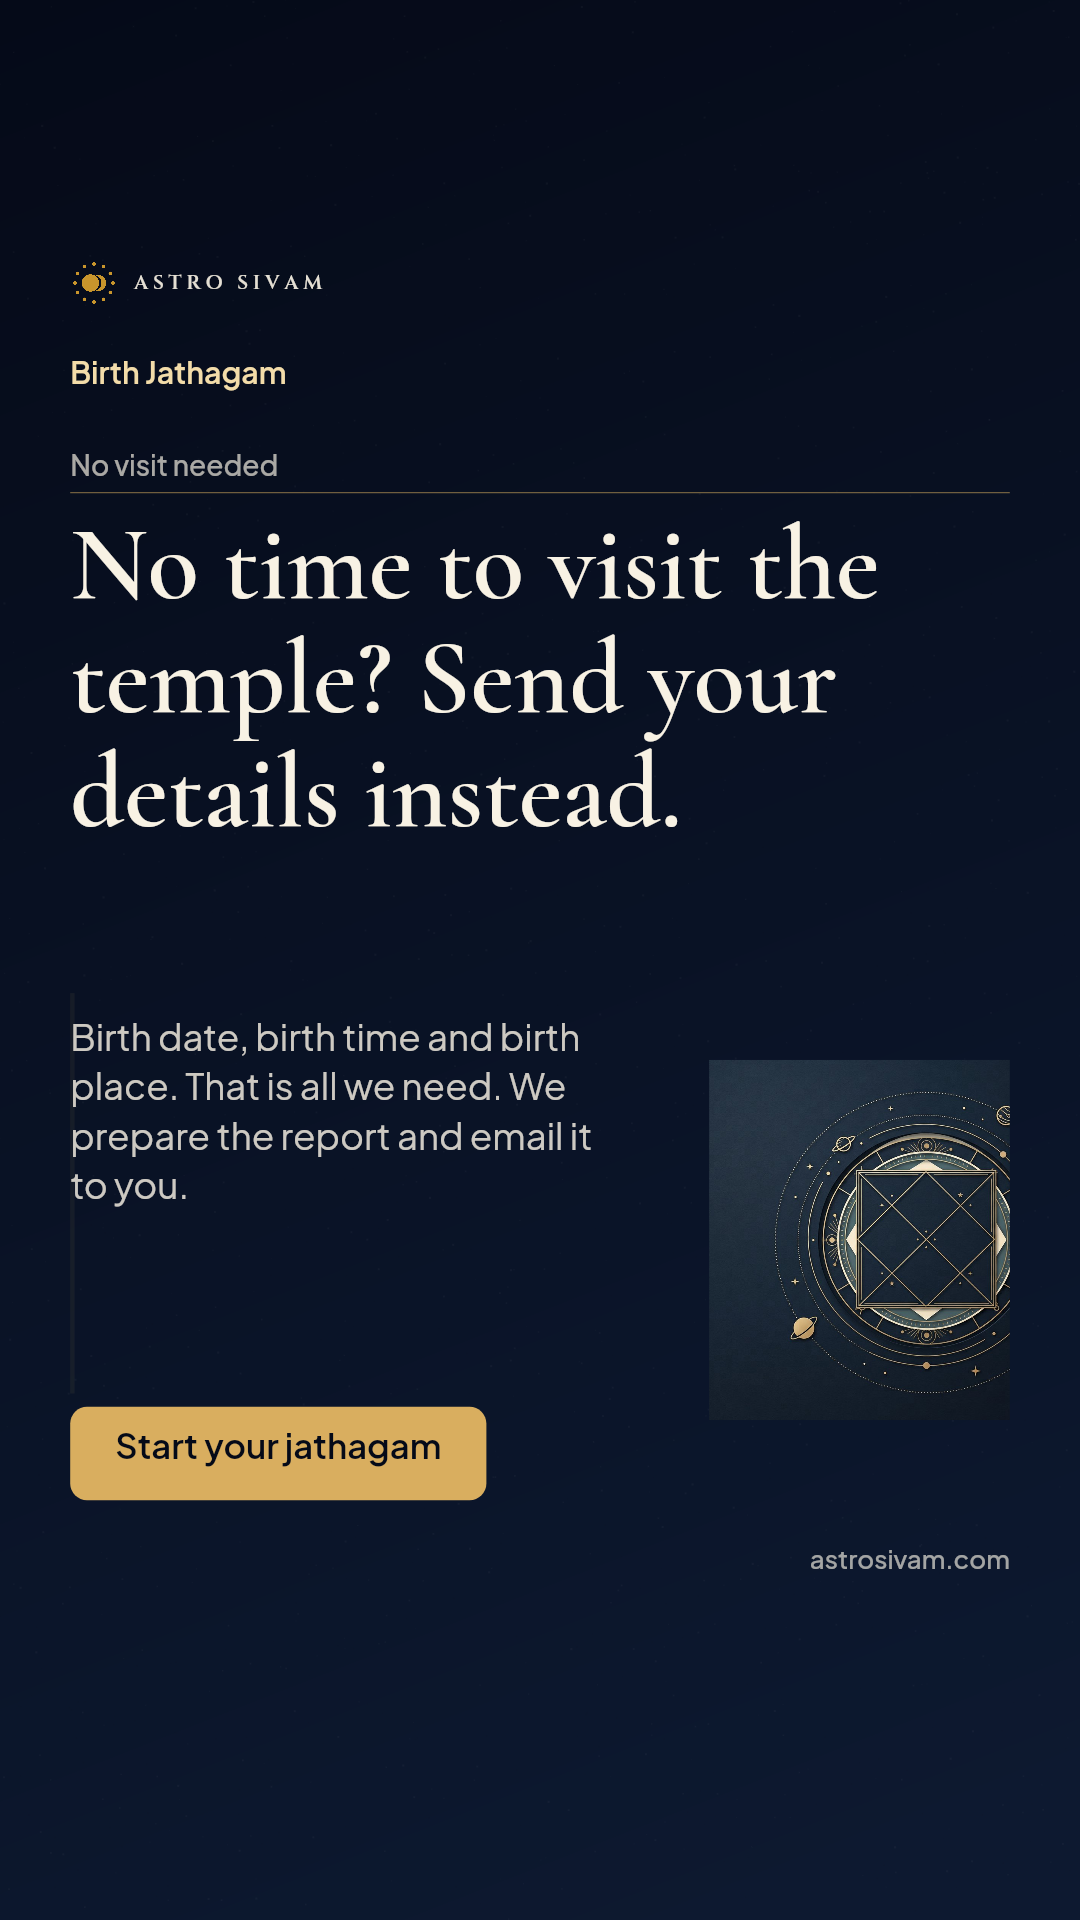 ASTRO SIVAM
Birth Jathagam
No visit needed
No time to visit the
temple? Send your
details instead.
Birth date, birth time and birth
place. That is all we need. We
prepare the report and email it
to you.
Start your jathagam
astrosivam.com